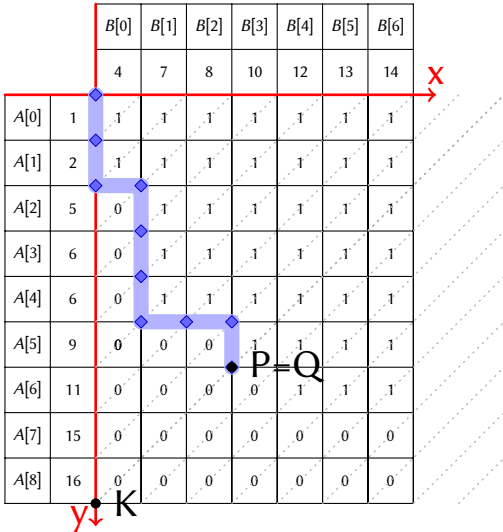 B[0] B[1] B[2] B[3] B[4] B[5] B[6]
4 7 8 10 12 13 14
x
A[0] 1 1 1 1 1 1 1 1
A[1] 2 1 1 1 1 1 1 1
A[2] 5 0 1 1 1 1 1 1
A[3] 6 0 1 1 1 1 1 1
A[4] 6 0 1 1 1 1 1 1
A[5] 9 0 0 0 1 1 1 1
P=Q
A[6] 11 0 0 0 0 1 1 1
A[7] 15 0 0 0 0 0 0 0
A[8] 16 0 0 0 0 0 0 0
y K